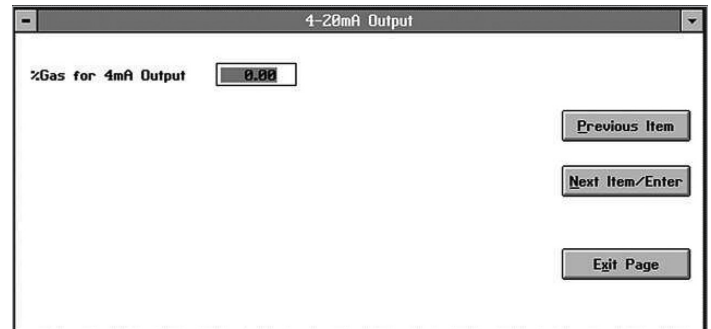 4-20mA Output
%Gas for 4mA Output 0.00
Previous Item
Next Item/Enter
Exit Page